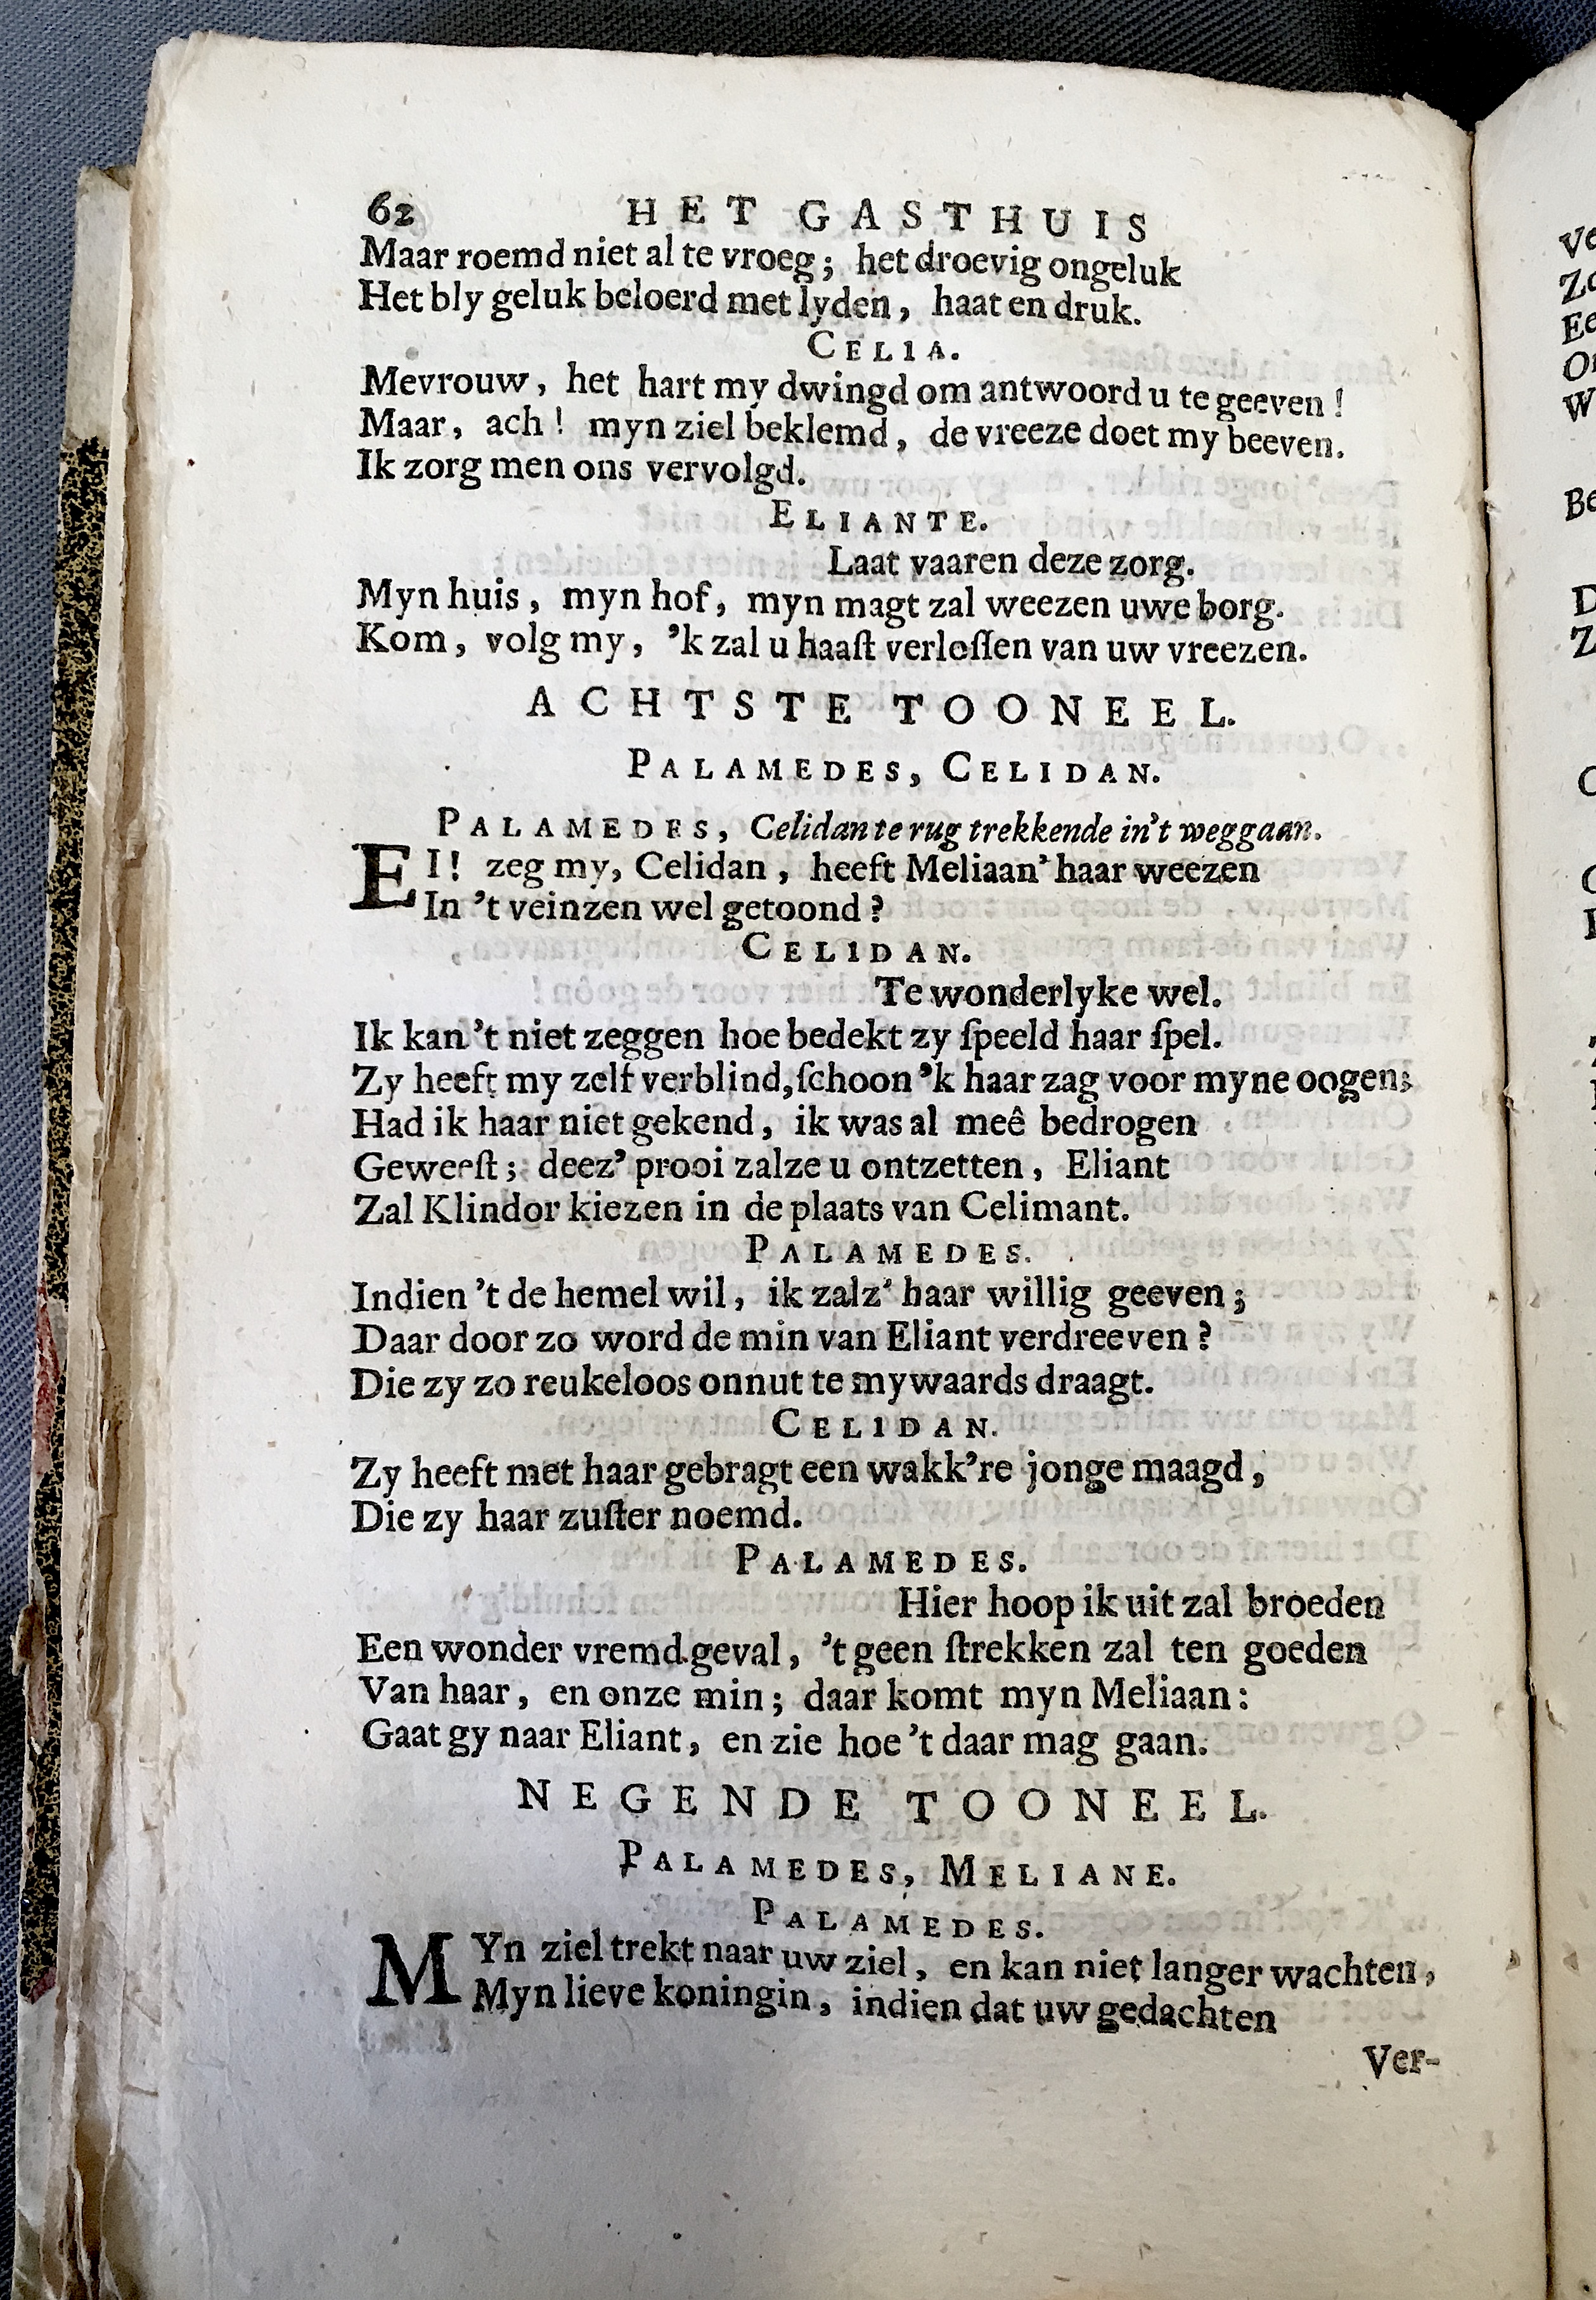 62 HET GASTHUIS
Maar roemd niet al te vroeg; het droevig ongeluk
Het bly geluk beloerd met lyden, haat en druk.
CELIA.
Mevrouw, het hart my dwingd om antwoord u te geeven!
Maar, ach! myn ziel beklemd, de vreeze doet my beeven.
Ik zorg men ons vervolgd.
ELIANTE.
Laat vaaren deze zorg.
Myn huis, myn hof, myn magt zal weezen uwe borg.
Kom, volg my, 'k zal u haaſt verloſſen van uw vreezen.
ACHTSTE TOONEEL.
PALAMEDES, CELIDAN.
PALAMEDES, Celidan te rug trekkende in't weggaan.
EI! zeg my, Celidan, heeft Meliaan' haar weezen
In 't veinzen wel getoond?
CELIDAN.
Te wonderlyke wel.
Ik kan 't niet zeggen hoe bedekt zy ſpeeld haar ſpel.
Zy heeft my zelf verblind, ſchoon 'k haar zag voor myne oogen;
Had ik haar niet gekend, ik was al meê bedrogen
Geweeſt; deez' prooi zalze u ontzetten, Eliant
Zal Klindor kiezen in de plaats van Celimant.
PALAMEDES.
Indien 't de hemel wil, ik zalz' haar willig geeven;
Daar door zo word de min van Eliant verdreeven?
Die zy zo reukeloos onnut te mywaards draagt.
CELIDAN.
Zy heeft met haar gebragt een wakk're jonge maagd,
Die zy haar zuſter noemd.
PALAMEDES.
Hier hoop ik uit zal broeden
Een wonder vremd geval, 't geen ſtrekken zal ten goeden
Van haar, en onze min; daar komt myn Meliaan:
Gaat gy naar Eliant, en zie hoe 't daar mag gaan.
NEGENDE TOONEEL.
PALAMEDES, MELIANE.
PALAMEDES.
MYn ziel trekt naar uw ziel, en kan niet langer wachten,
Myn lieve koningin, indien dat uw gedachten
Ver-